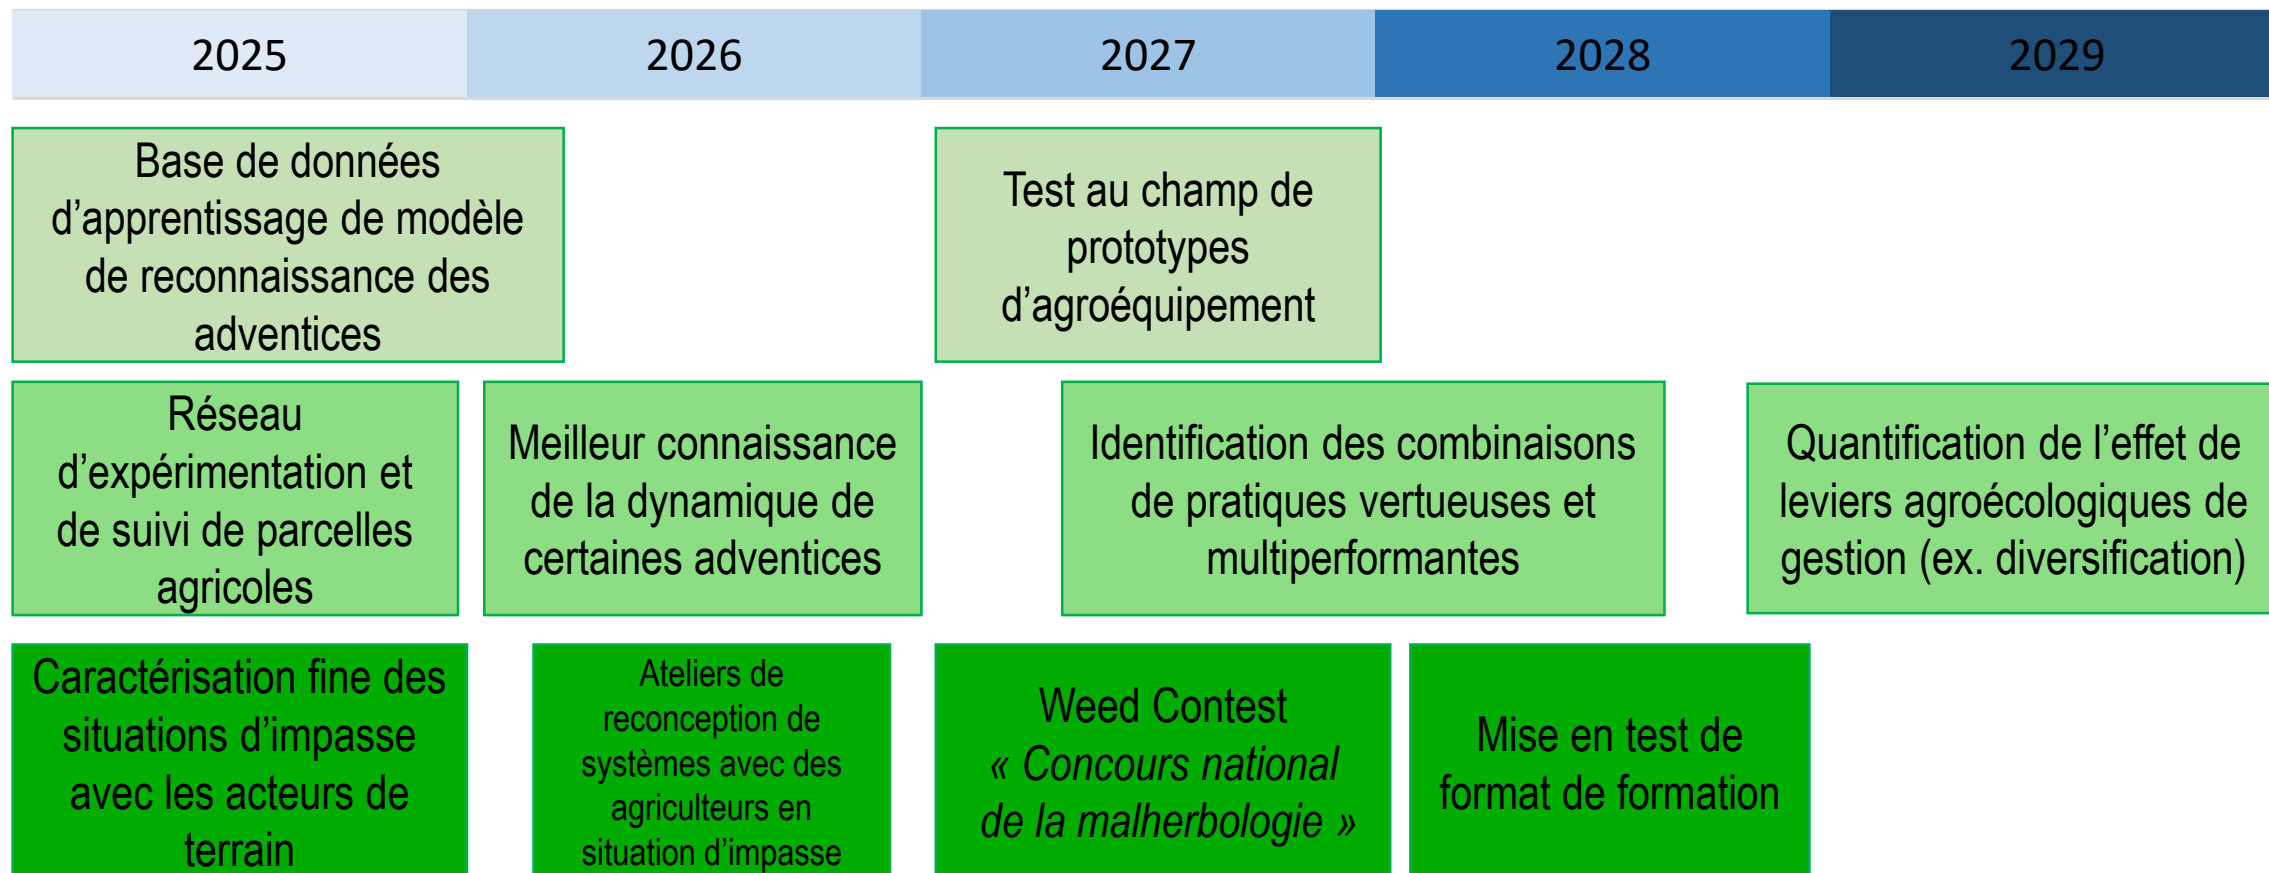 2025
2026
2027
2028
2029
Base de données
d’apprentissage de modèle
de reconnaissance des
adventices
Test au champ de
prototypes
d’agroéquipement
Réseau
d’expérimentation et
de suivi de parcelles
agricoles
Meilleur connaissance
de la dynamique de
certaines adventices
Identification des combinaisons
de pratiques vertueuses et
multiperformantes
Quantification de l’effet de
leviers agroécologiques de
gestion (ex. diversification)
Caractérisation fine des
situations d’impasse
avec les acteurs de
terrain
Ateliers de
reconception de
systèmes avec des
agriculteurs en
situation d’impasse
Weed Contest
« Concours national
de la malherbologie »
Mise en test de
format de formation